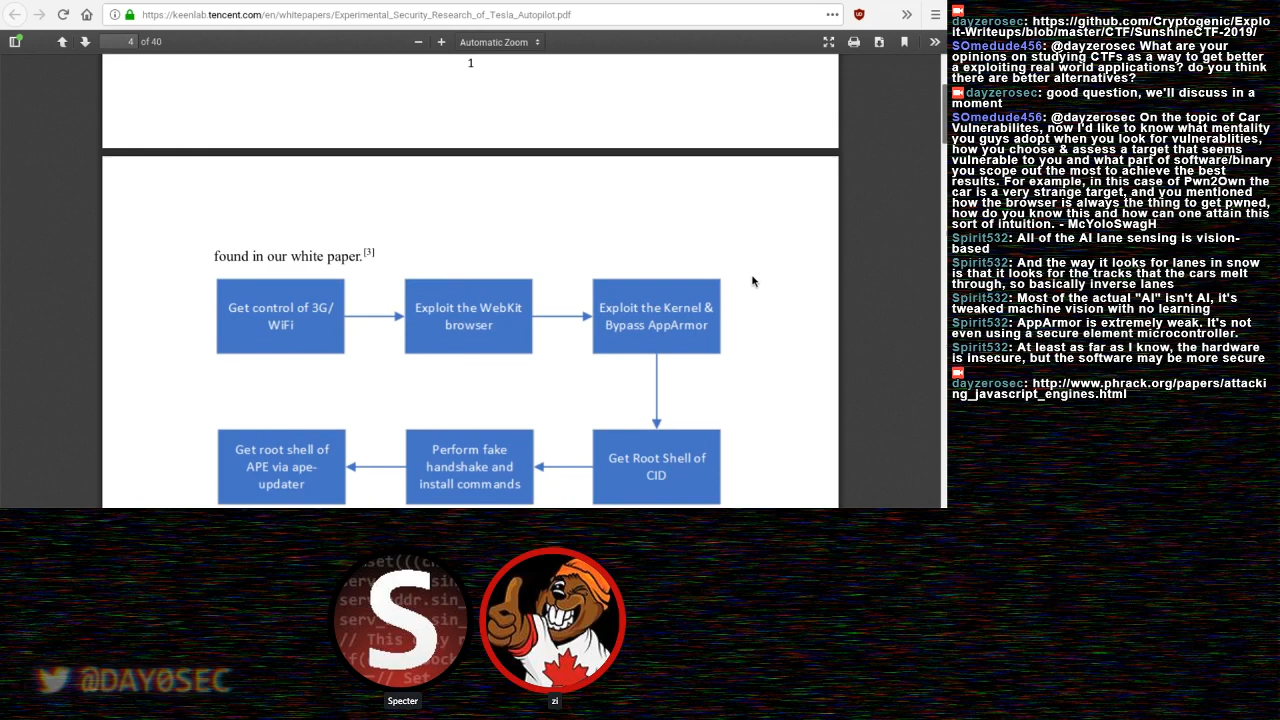 https://keenlab.tencent.com/en/whitepapers/Experimental_Security_Research_of_Tesla_Autopilot.pdf
4 of 40
Automatic Zoom
1
found in our white paper.[3]
Get control of 3G/
WiFi
Exploit the WebKit
browser
Exploit the Kernel &
Bypass AppArmor
Get root shell of
APE via ape-
updater
Perform fake
handshake and
install commands
Get Root Shell of
CID
dayzerosec: https://github.com/Cryptogenic/Explo
it-Writeups/blob/master/CTF/SunshineCTF-2019/
SOmedude456: @dayzerosec What are your
opinions on studying CTFs as a way to get better
a exploiting real world applications? do you think
there are better alternatives?
dayzerosec: good question, we'll discuss in a
moment
SOmedude456: @dayzerosec On the topic of Car
Vulnerabilites, now I'd like to know what mentality
you guys adopt when you look for vulnerablities,
how you choose & assess a target that seems
vulnerable to you and what part of software/binary
you scope out the most to achieve the best
results. For example, in this case of Pwn2Own the
car is a very strange target, and you mentioned
how the browser is always the thing to get pwned,
how do you know this and how can one attain this
sort of intuition. - McYoloSwagH
Spirit532: All of the AI lane sensing is vision-
based
Spirit532: And the way it looks for lanes in snow
is that it looks for the tracks that the cars melt
through, so basically inverse lanes
Spirit532: Most of the actual "AI" isn't AI, it's
tweaked machine vision with no learning
Spirit532: AppArmor is extremely weak. It's not
even using a secure element microcontroller.
Spirit532: At least as far as I know, the hardware
is insecure, but the software may be more secure
dayzerosec: http://www.phrack.org/papers/attacki
ng_javascript_engines.html
S
@DAY0SEC
Specter
zi